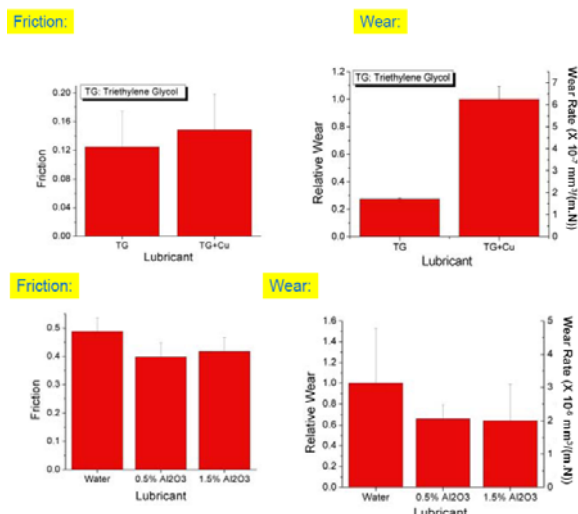 Friction:
Wear:
TG: Triethylene Glycol
0.20
0.16
0.12
0.08
0.04
0.00
Friction
TG
TG+Cu
Lubricant
TG: Triethylene Glycol
1.2
1.0
0.8
0.6
0.4
0.2
0.0
Relative Wear
7
6
5
4
3
2
1
0
Wear Rate (X 10-7 mm3/(m.N))
TG
TG+Cu
Lubricant
Friction:
Wear:
0.5
0.4
0.3
0.2
0.1
0.0
Friction
Water
0.5% Al2O3
1.5% Al2O3
Lubricant
1.6
1.4
1.2
1.0
0.8
0.6
0.4
0.2
0.0
Relative Wear
5
4
3
2
1
0
Wear Rate (X 10-6 mm3/(m.N))
Water
0.5% Al2O3
1.5% Al2O3
Lubricant